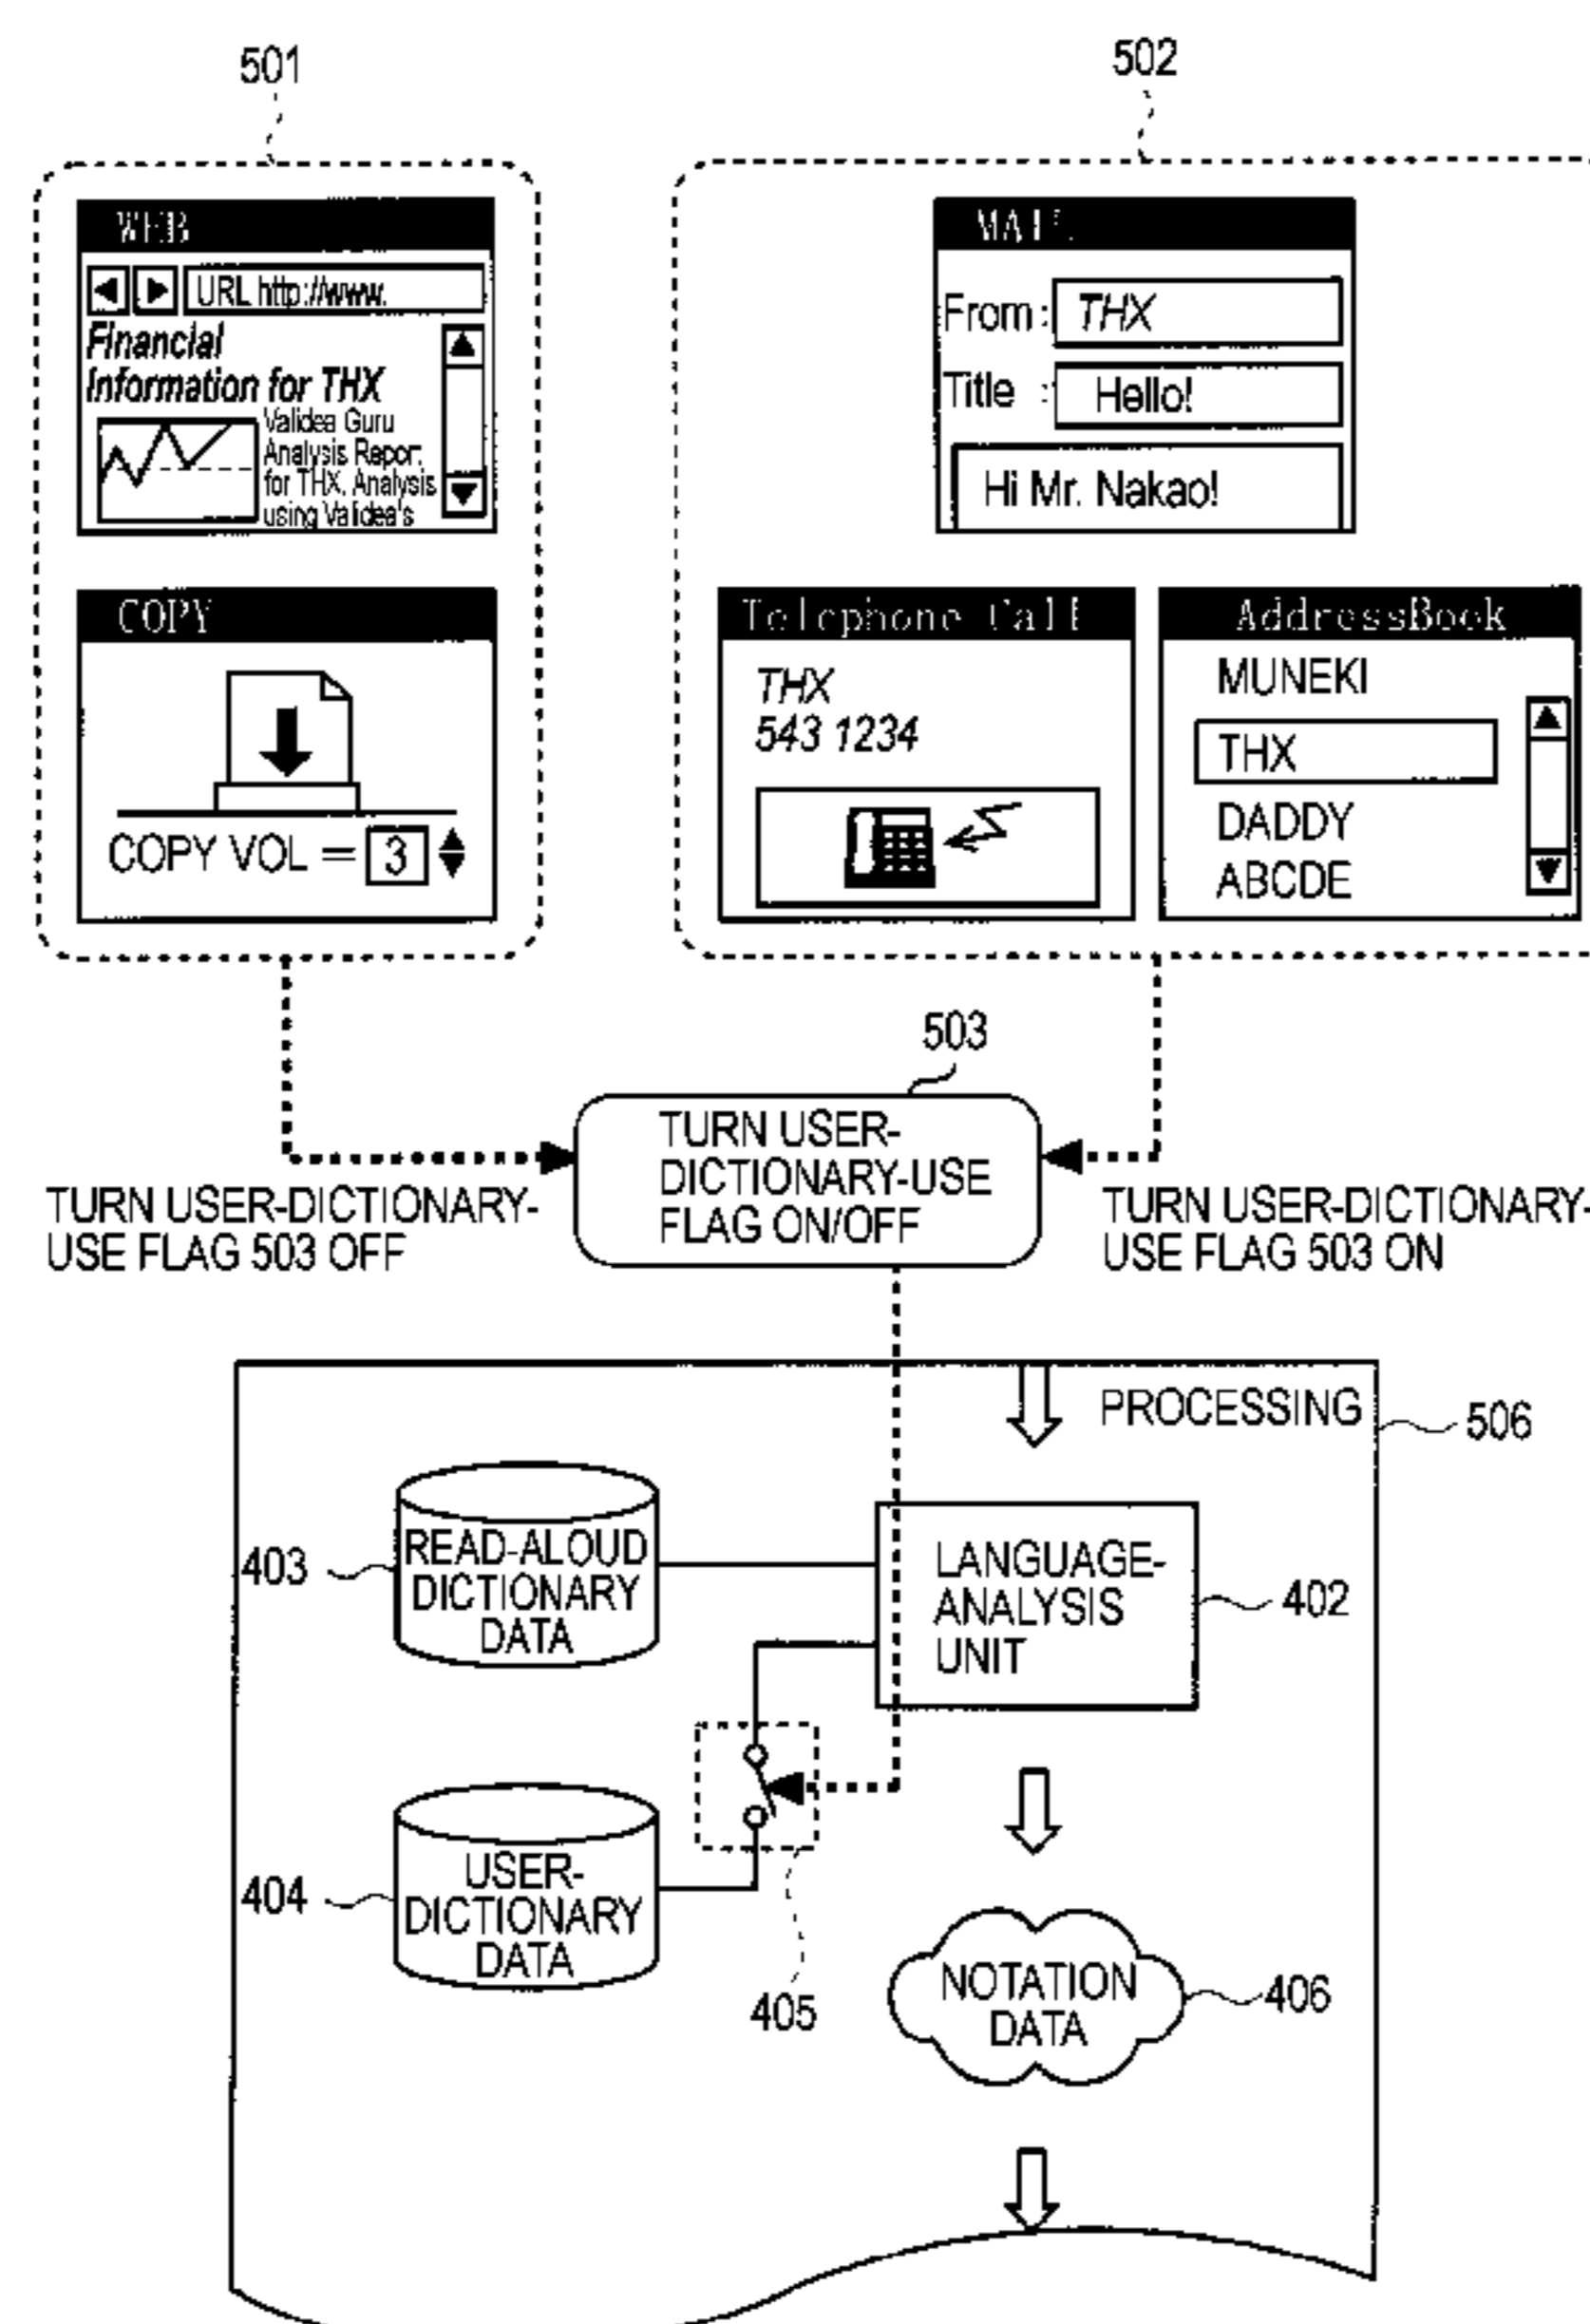 501
502
WEB
URL http://www.
Financial
Information for THX
Validea Guru
Analysis Report
for THX. Analysis
using Validea's
COPY
COPY VOL = 3
MAIL
From : THX
Title : Hello!
Hi Mr. Nakao!
Telephone Call
THX
543 1234
AddressBook
MUNEKI
THX
DADDY
ABCDE
503
TURN USER-
DICTIONARY-USE
FLAG ON/OFF
TURN USER-DICTIONARY-
USE FLAG 503 OFF
TURN USER-DICTIONARY-
USE FLAG 503 ON
PROCESSING
506
403
READ-ALOUD
DICTIONARY
DATA
LANGUAGE-
ANALYSIS
UNIT
402
404
USER-
DICTIONARY
DATA
405
NOTATION
DATA
406